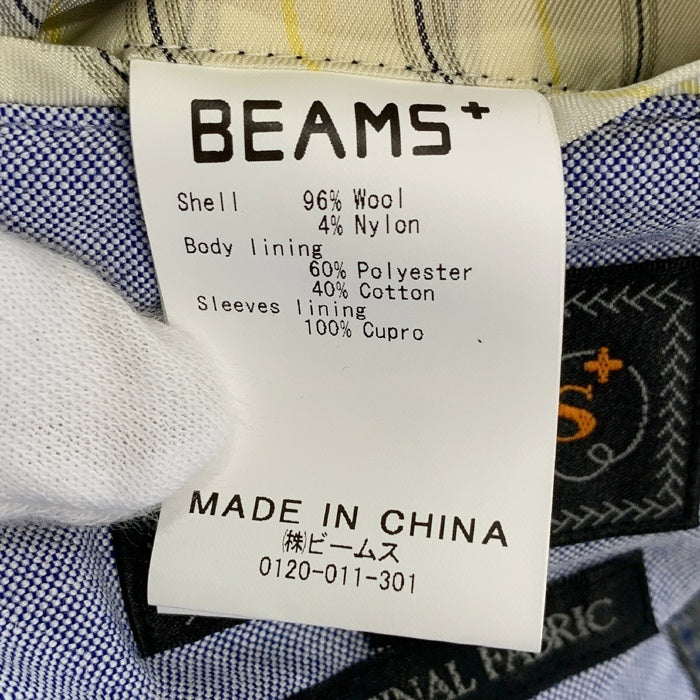 BEAMS+
Shell 96% Wool
4% Nylon
Body lining
60% Polyester
40% Cotton
Sleeves lining
100% Cupro
MADE IN CHINA
㈱ビームス
0120-011-301
S+
FABRIC